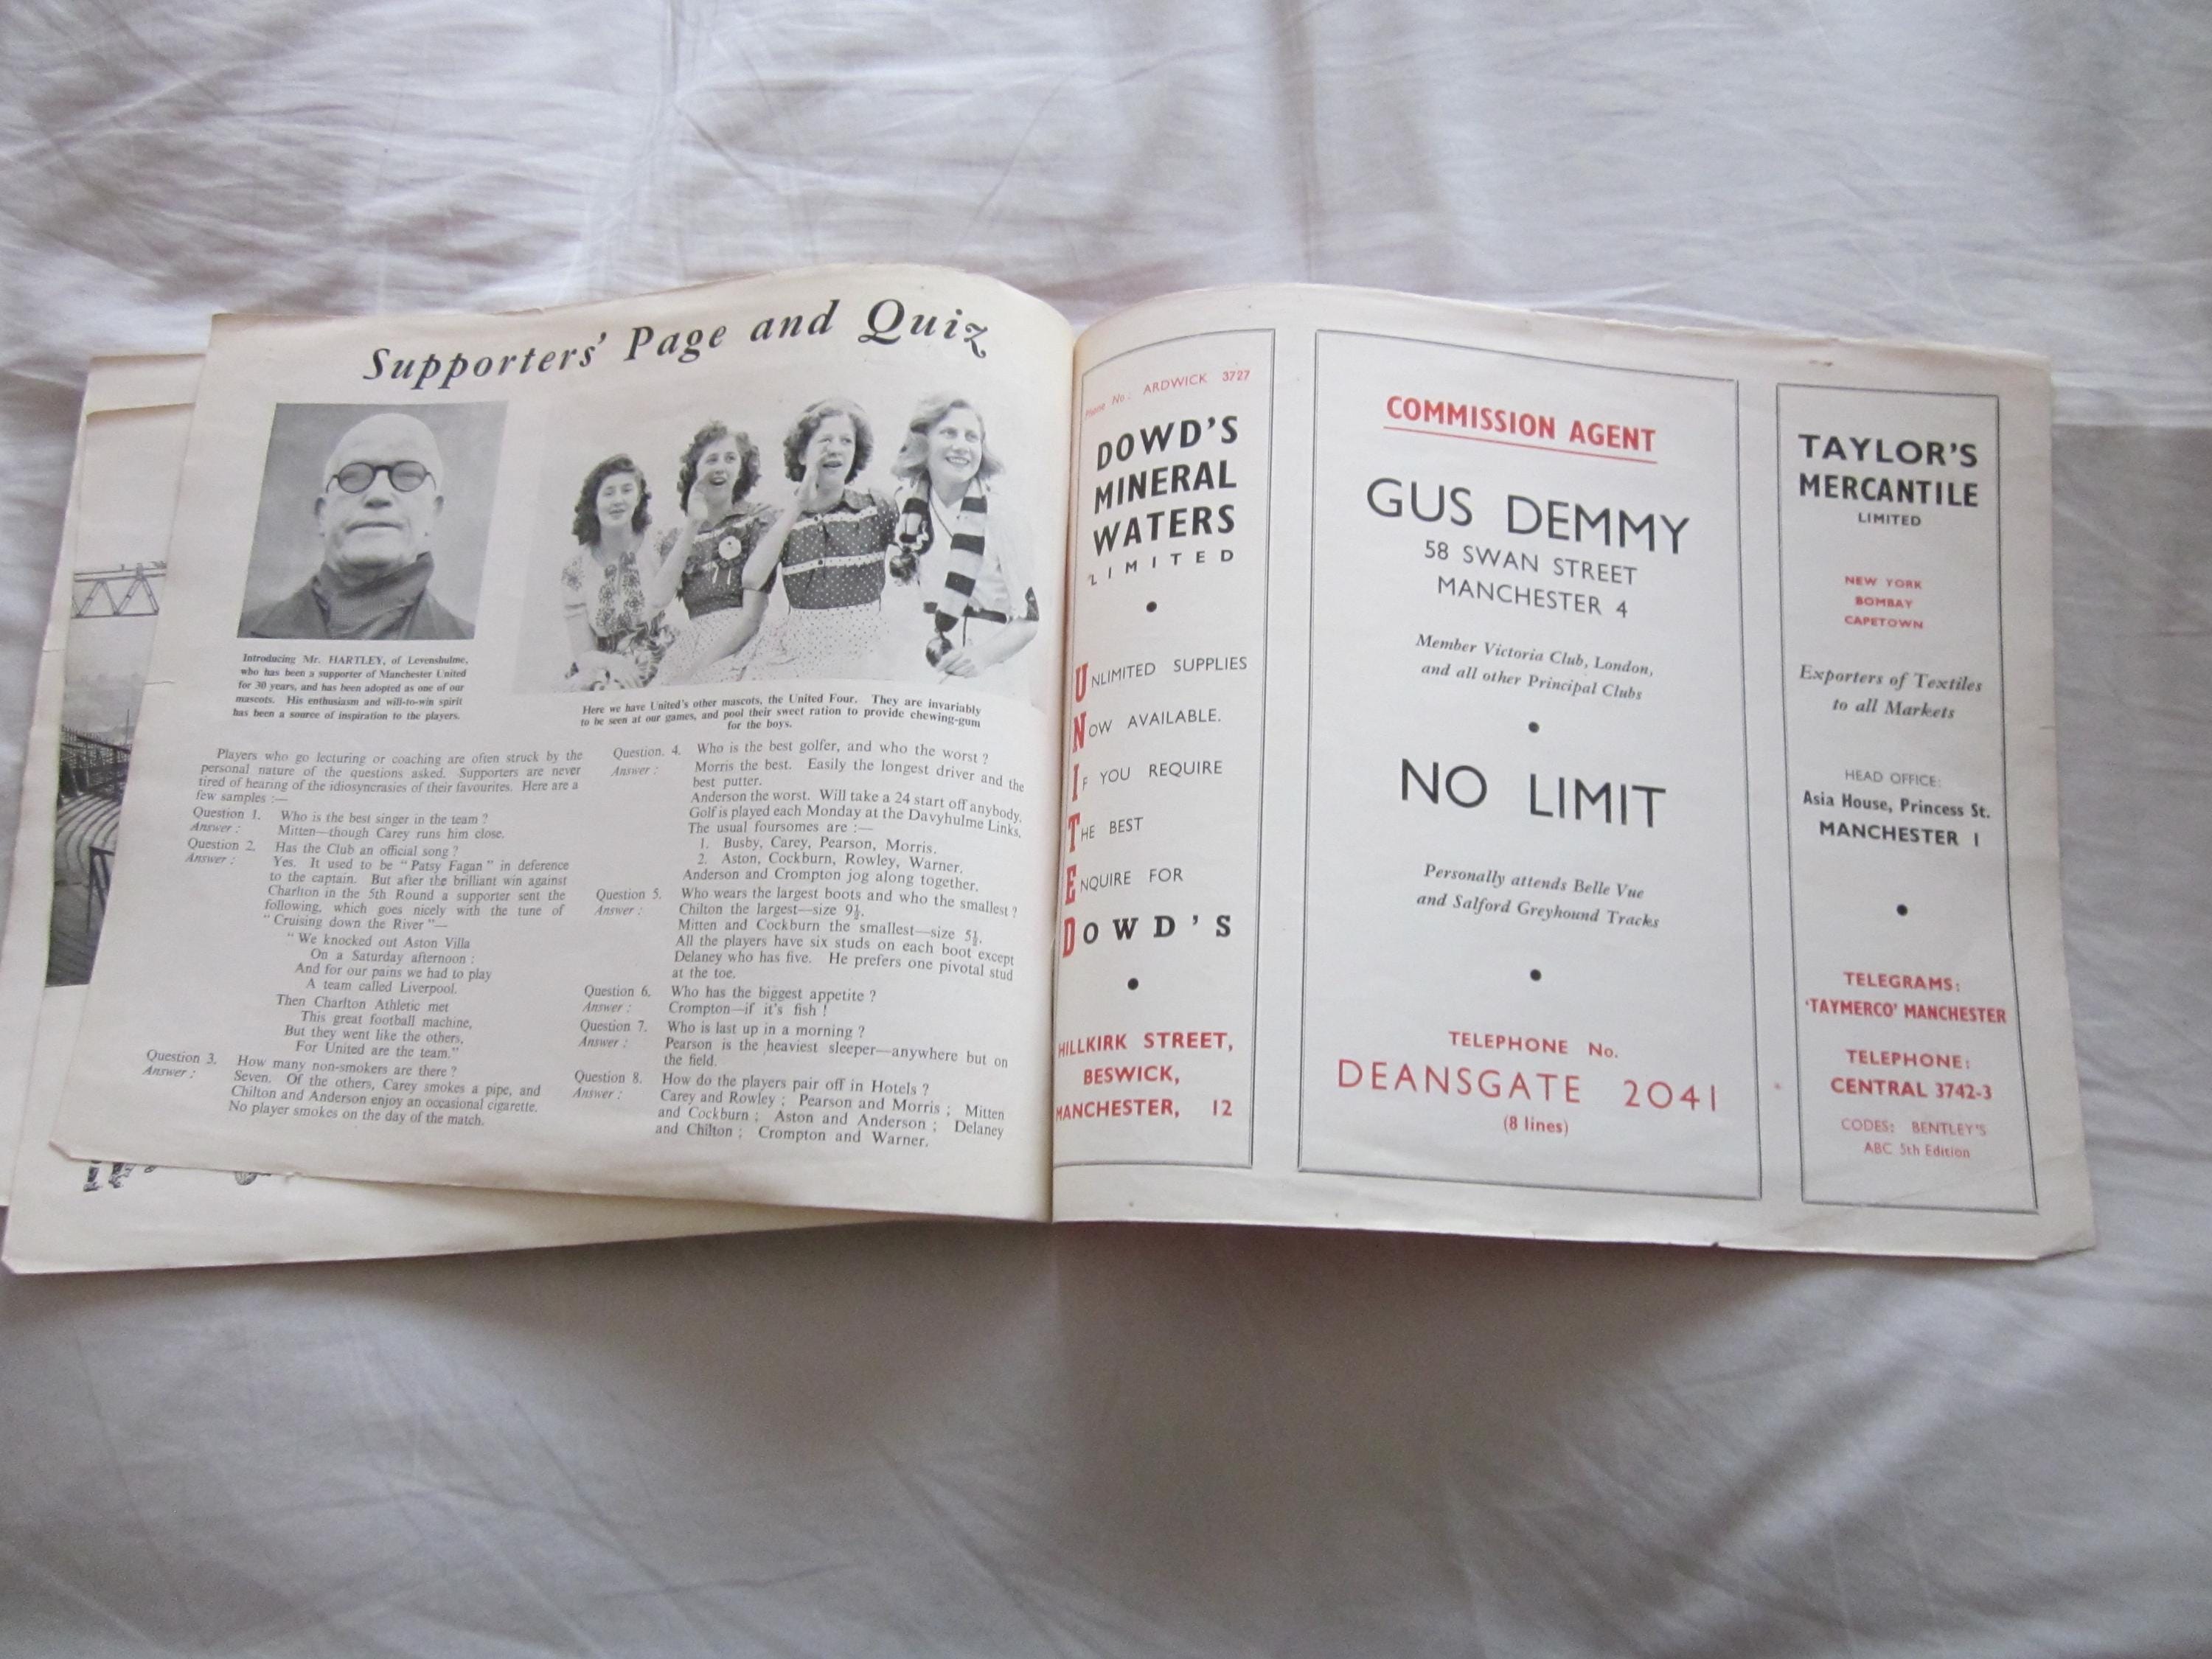 Supporters' Page and Quiz
Introducing Mr. HARTLEY, of Levenshulme,
who has been a supporter of Manchester United
for 30 years, and has been adopted as one of our
mascots. His enthusiasm and will-to-win spirit
has been a source of inspiration to the players.
Here we have United's other mascots, the United Four. They are invariably
to be seen at our games, and pool their sweet ration to provide chewing-gum
for the boys.
Players who go lecturing or coaching are often struck by the
personal nature of the questions asked. Supporters are never
tired of hearing of the idiosyncrasies of their favourites. Here are a
few samples :—
Question 1. Who is the best singer in the team ?
Answer : Mitten—though Carey runs him close.
Question 2. Has the Club an official song ?
Answer : Yes. It used to be " Patsy Fagan " in deference
to the captain. But after the brilliant win against
Charlton in the 5th Round a supporter sent the
following, which goes nicely with the tune of
" Cruising down the River "—
" We knocked out Aston Villa
On a Saturday afternoon :
And for our pains we had to play
A team called Liverpool.
Then Charlton Athletic met
This great football machine,
But they went like the others,
For United are the team."
Question 3. How many non-smokers are there ?
Answer : Seven. Of the others, Carey smokes a pipe, and
Chilton and Anderson enjoy an occasional cigarette.
No player smokes on the day of the match.
Question 4. Who is the best golfer, and who the worst ?
Answer : Morris the best. Easily the longest driver and the
best putter.
Anderson the worst. Will take a 24 start off anybody.
Golf is played each Monday at the Davyhulme Links.
The usual foursomes are :—
1. Busby, Carey, Pearson, Morris.
2. Aston, Cockburn, Rowley, Warner.
Anderson and Crompton jog along together.
Question 5. Who wears the largest boots and who the smallest ?
Answer : Chilton the largest—size 9½.
Mitten and Cockburn the smallest—size 5½.
All the players have six studs on each boot except
Delaney who has five. He prefers one pivotal stud
at the toe.
Question 6. Who has the biggest appetite ?
Answer : Crompton—if it's fish !
Question 7. Who is last up in a morning ?
Answer : Pearson is the heaviest sleeper—anywhere but on
the field.
Question 8. How do the players pair off in Hotels ?
Answer : Carey and Rowley ; Pearson and Morris ; Mitten
and Cockburn ; Aston and Anderson ; Delaney
and Chilton ; Crompton and Warner.
Phone No.: ARDWICK 3727
DOWD'S
MINERAL
WATERS
LIMITED
UNLIMITED SUPPLIES
NOW AVAILABLE.
IF YOU REQUIRE
THE BEST
ENQUIRE FOR
DOWD'S
HILLKIRK STREET,
BESWICK,
MANCHESTER, 12
COMMISSION AGENT
GUS DEMMY
58 SWAN STREET
MANCHESTER 4
Member Victoria Club, London,
and all other Principal Clubs
NO LIMIT
Personally attends Belle Vue
and Salford Greyhound Tracks
TELEPHONE No.
DEANSGATE 2041
(8 lines)
TAYLOR'S
MERCANTILE
LIMITED
NEW YORK
BOMBAY
CAPETOWN
Exporters of Textiles
to all Markets
HEAD OFFICE:
Asia House, Princess St.
MANCHESTER 1
TELEGRAMS:
'TAYMERCO' MANCHESTER
TELEPHONE:
CENTRAL 3742-3
CODES: BENTLEY'S
ABC 5th Edition